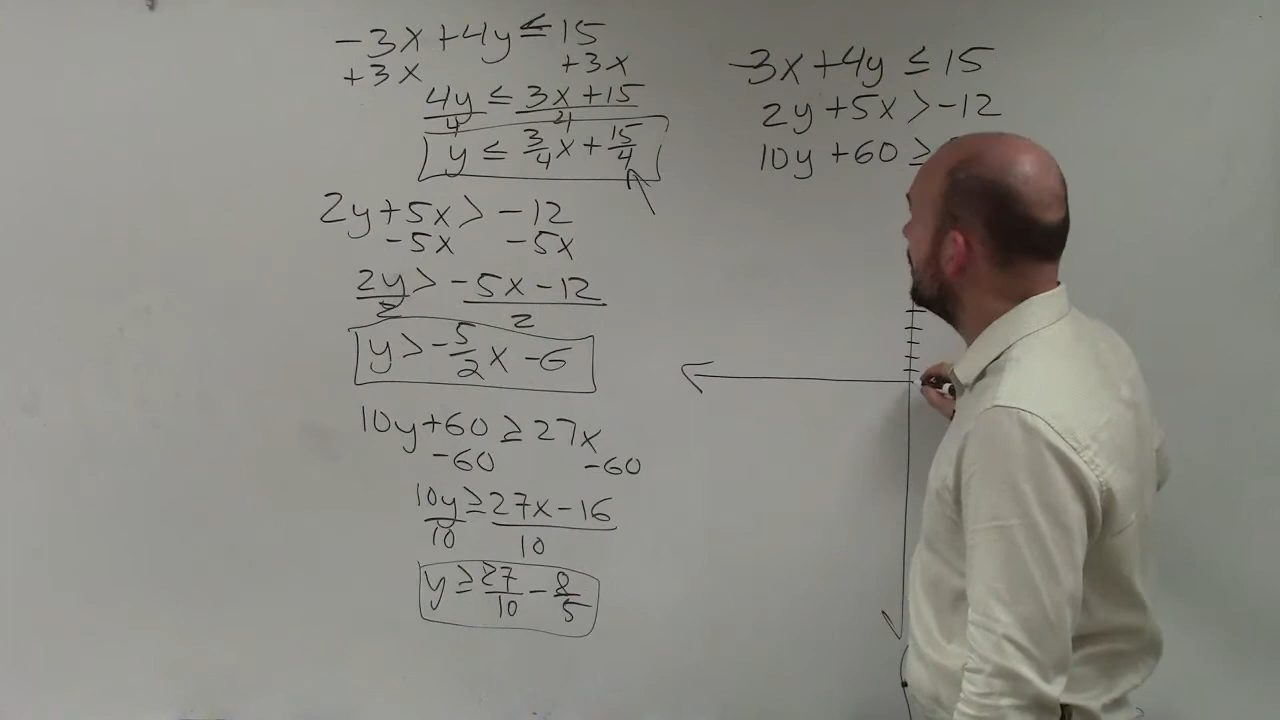 -3x+4y≤15
+3x +3x
4y ≤ 3x+15
4 4
y ≤ 3/4x + 15/4
2y+5x > -12
-5x -5x
2y > -5x-12
2 2
y > -5/2x -6
10y+60 ≥ 27x
-60 -60
10y ≥ 27x-16
10 10
y ≥ 27/10 - 8/5
-3x+4y ≤ 15
2y+5x > -12
10y+60 ≥